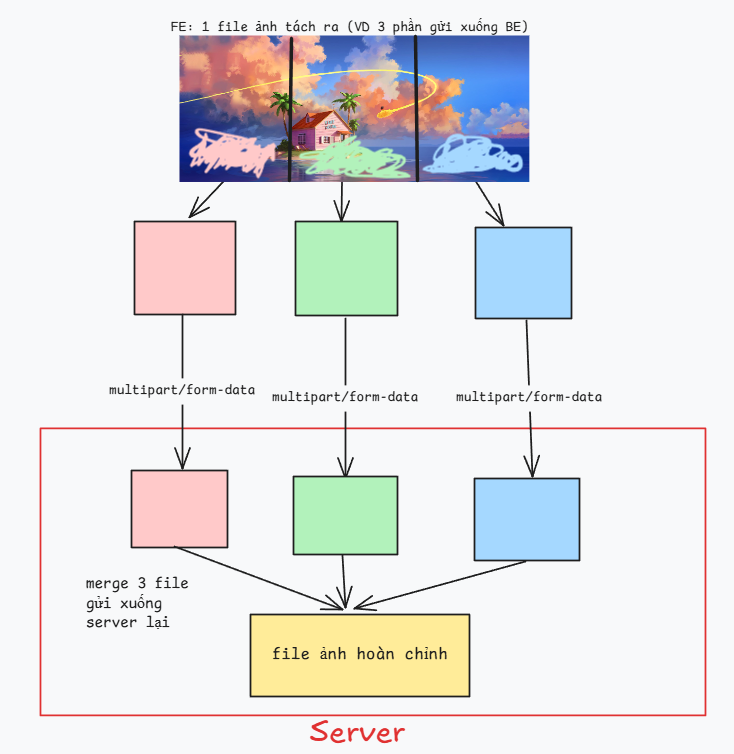 FE: 1 file ảnh tách ra (VD 3 phần gửi xuống BE)
multipart/form-data
multipart/form-data
multipart/form-data
merge 3 file
gửi xuống
server lại
file ảnh hoàn chỉnh
Server